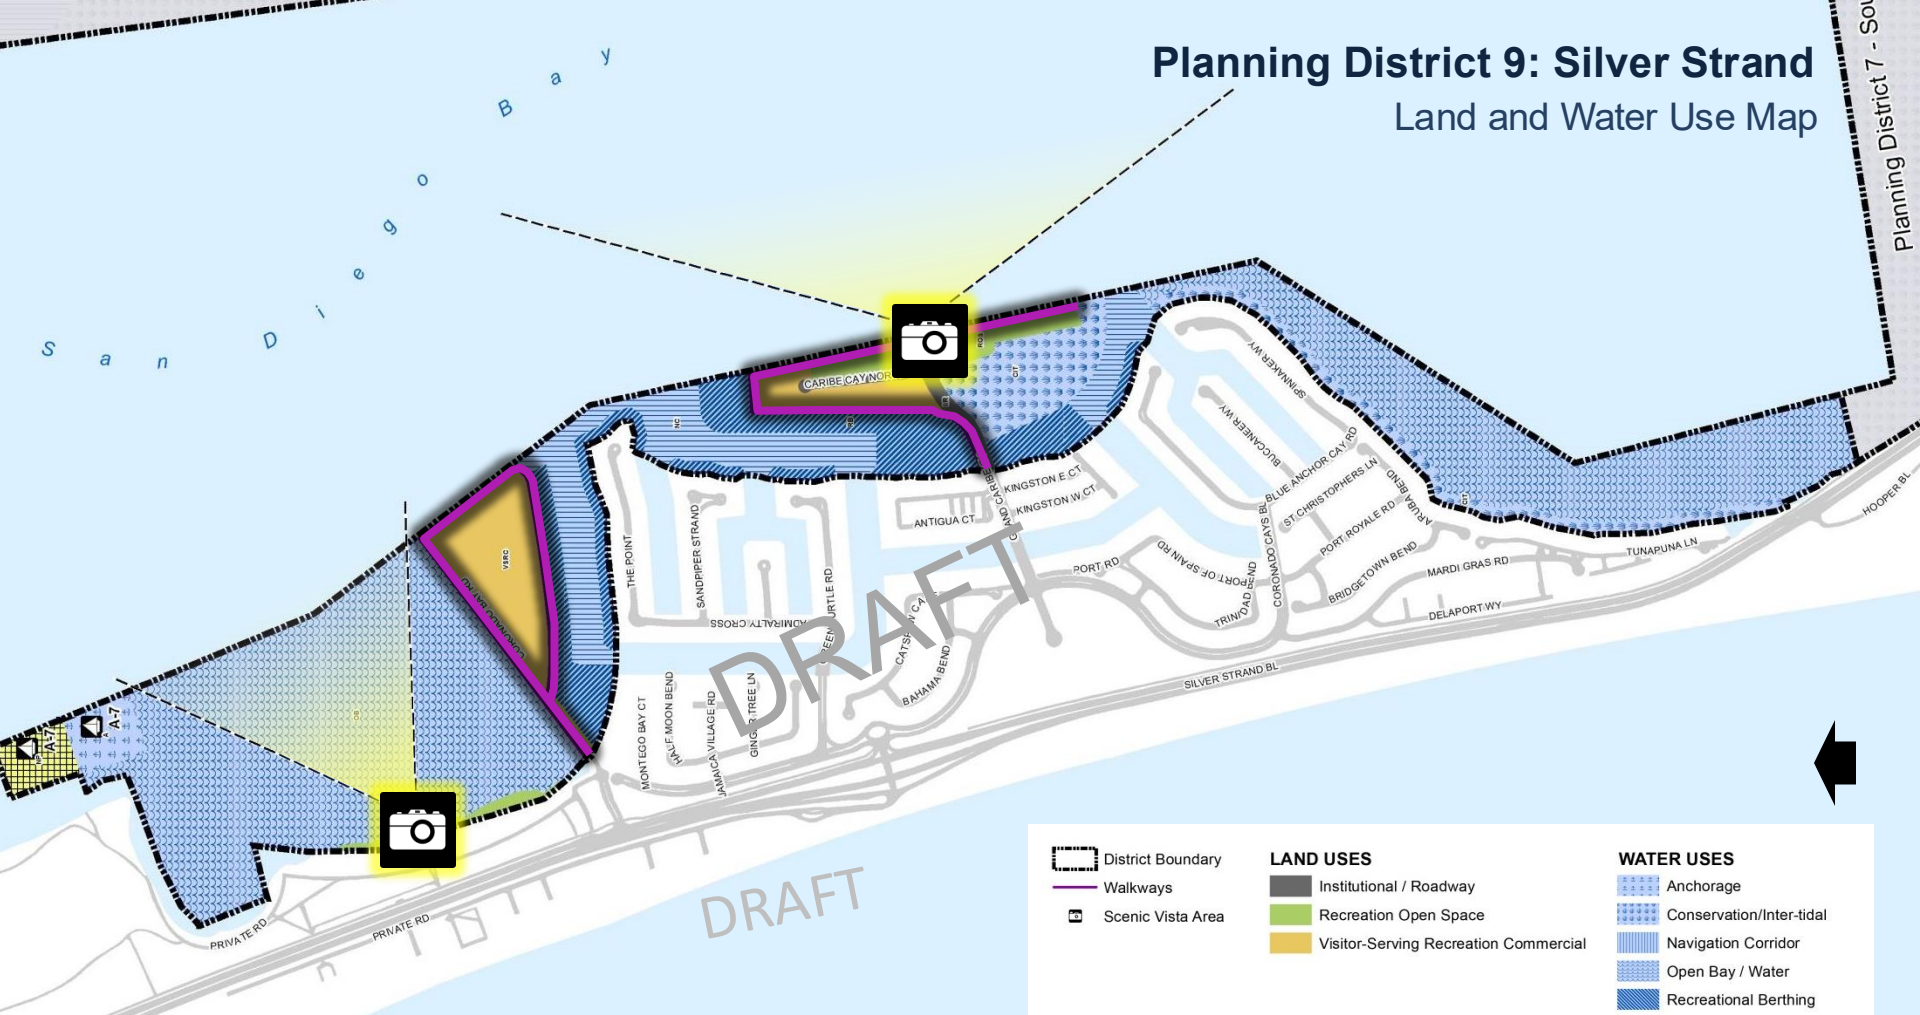 Planning District 9: Silver Strand
Land and Water Use Map
Planning District 7 - Sou
San Diego Bay
CARIBE CAY NOR
CIT
NC
VSRC
CIT
SPINNAKER WY
BUCCANEER WY
BLUE ANCHOR CAY RD
ST CHRISTOPHERS LN
ARUBA BEND
PORT ROYALE RD
KINGSTON E CT
KINGSTON W CT
ANTIGUA CT
THE POINT
SANDPIPER STRAND
ADMIRALTY CROSS
PORT RD
PORT OF SPAIN RD
TRINIDAD BEND
CORONADO CAYS BL
BRIDGETOWN BEND
MARDI GRAS RD
DELAPORT WY
TUNAPUNA LN
HOOPER BL
SILVER STRAND BL
BAHAMA BEND
MONTEGO BAY CT
HALF MOON BEND
JAMAICA VILLAGE RD
GINGER TREE LN
A-7
A-7
PRIVATE RD
PRIVATE RD
DRAFT
DRAFT
District Boundary
Walkways
Scenic Vista Area
LAND USES
Institutional / Roadway
Recreation Open Space
Visitor-Serving Recreation Commercial
WATER USES
Anchorage
Conservation/Inter-tidal
Navigation Corridor
Open Bay / Water
Recreational Berthing